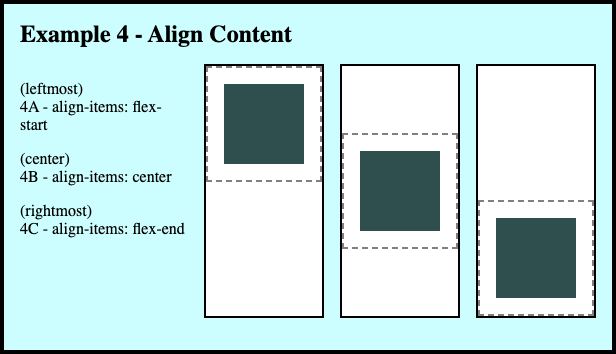 Example 4 - Align Content
(leftmost)
4A - align-items: flex-
start
(center)
4B - align-items: center
(rightmost)
4C - align-items: flex-end